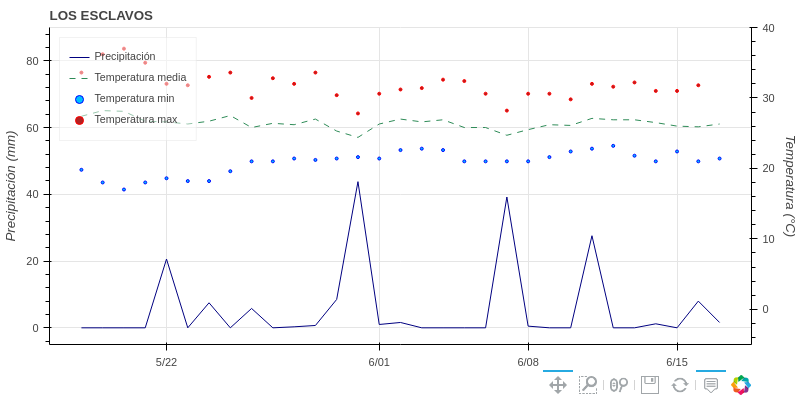 LOS ESCLAVOS
Precipitación
Temperatura media
Temperatura min
Temperatura max
Precipitación (mm)
80
60
40
20
0
Temperatura (°C)
40
30
20
10
0
5/22
6/01
6/08
6/15